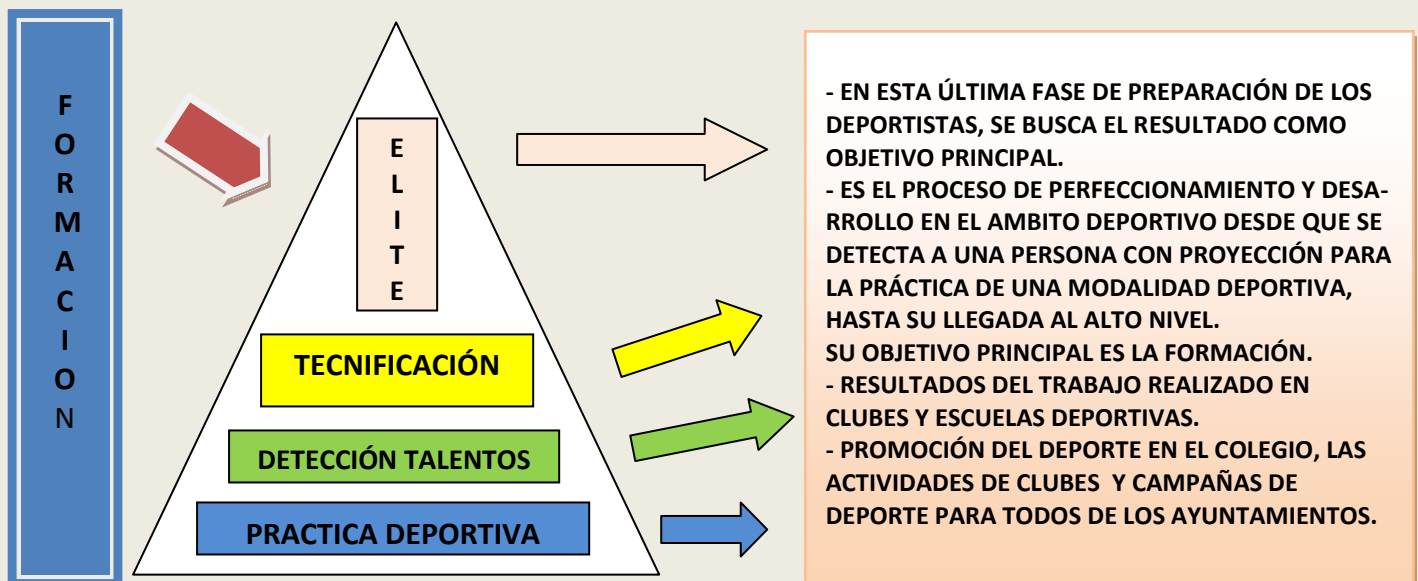 FORMACION
ELITE
TECNIFICACIÓN
DETECCIÓN TALENTOS
PRACTICA DEPORTIVA
- EN ESTA ÚLTIMA FASE DE PREPARACIÓN DE LOS
DEPORTISTAS, SE BUSCA EL RESULTADO COMO
OBJETIVO PRINCIPAL.
- ES EL PROCESO DE PERFECCIONAMIENTO Y DESA-
RROLLO EN EL AMBITO DEPORTIVO DESDE QUE SE
DETECTA A UNA PERSONA CON PROYECCIÓN PARA
LA PRÁCTICA DE UNA MODALIDAD DEPORTIVA,
HASTA SU LLEGADA AL ALTO NIVEL.
SU OBJETIVO PRINCIPAL ES LA FORMACIÓN.
- RESULTADOS DEL TRABAJO REALIZADO EN
CLUBES Y ESCUELAS DEPORTIVAS.
- PROMOCIÓN DEL DEPORTE EN EL COLEGIO, LAS
ACTIVIDADES DE CLUBES Y CAMPAÑAS DE
DEPORTE PARA TODOS DE LOS AYUNTAMIENTOS.